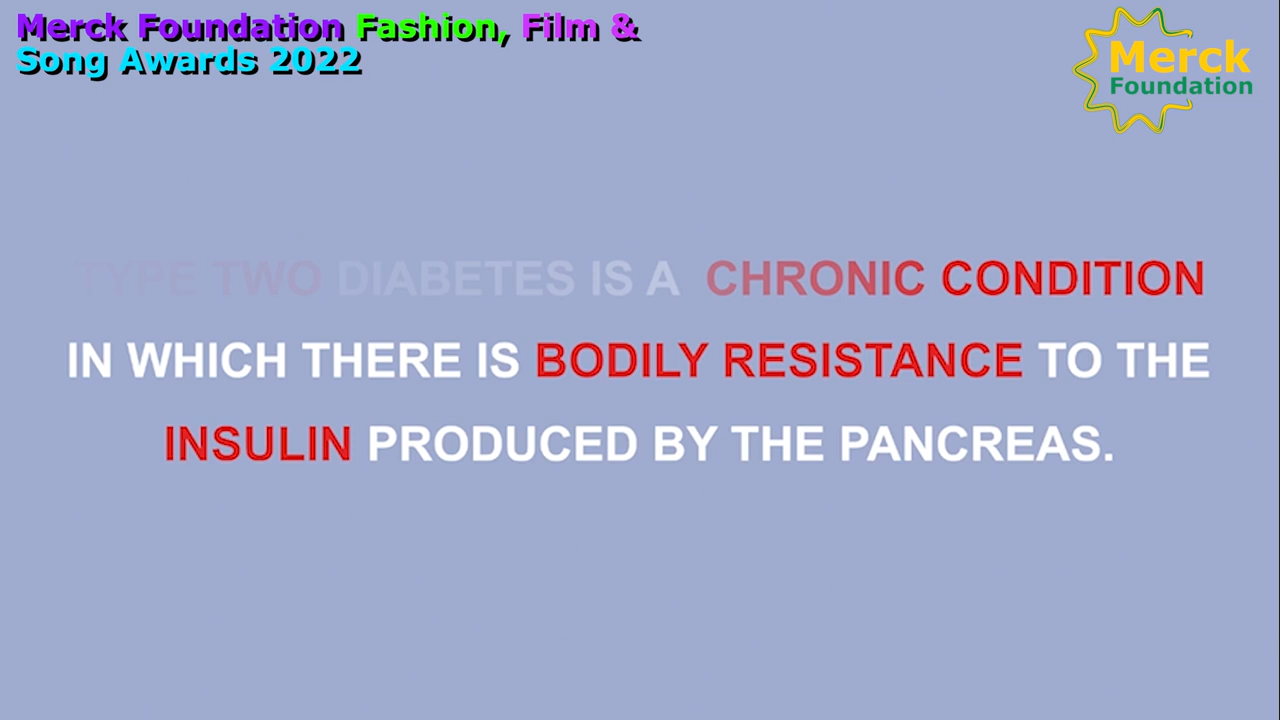 Merck Foundation Fashion, Film &
Song Awards 2022
Merck
Foundation
TYPE TWO DIABETES IS A CHRONIC CONDITION
IN WHICH THERE IS BODILY RESISTANCE TO THE
INSULIN PRODUCED BY THE PANCREAS.